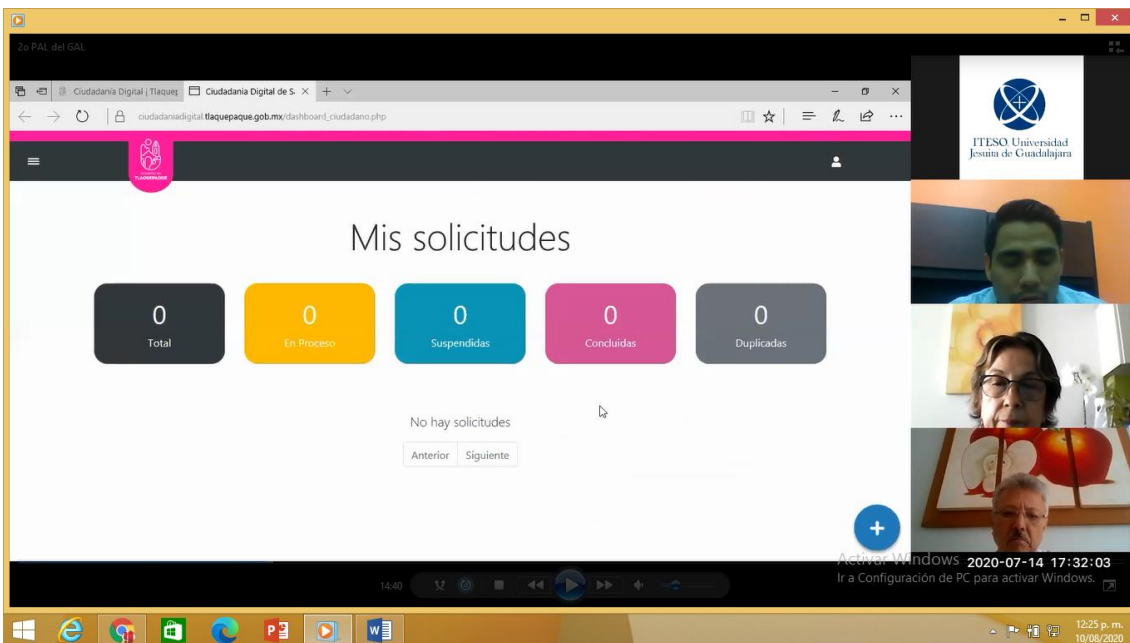 2o PAL del GAL
Ciudadanía Digital | Tlaquep
Ciudadania Digital de S
ciudadaniadigital.tlaquepaque.gob.mx/dashboard_ciudadano.php
TLAQUEPAQUE
ITESO, Universidad
Jesuita de Guadalajara
Mis solicitudes
0
Total
0
En Proceso
0
Suspendidas
0
Concluidas
0
Duplicadas
No hay solicitudes
Anterior Siguiente
+
Activar Windows
2020-07-14 17:32:03
Ir a Configuración de PC para activar Windows.
14:40
12:25 p. m.
10/08/2020